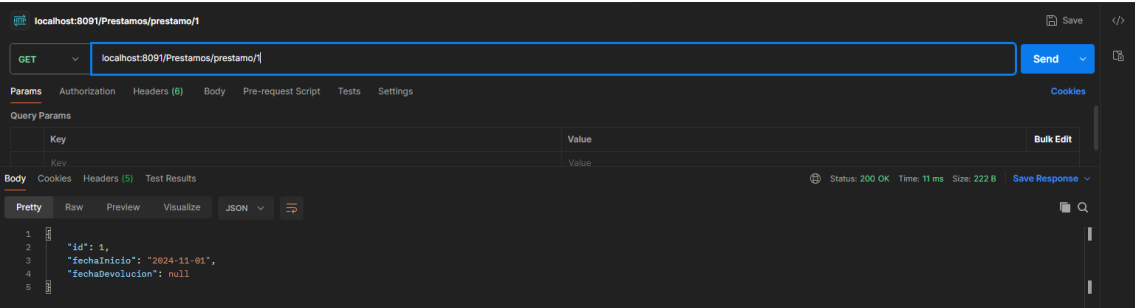 HTTP localhost:8091/Prestamos/prestamo/1 Save </>
GET localhost:8091/Prestamos/prestamo/1 Send
Params Authorization Headers (6) Body Pre-request Script Tests Settings Cookies
Query Params
Key Value Bulk Edit
Key Value
Body Cookies Headers (5) Test Results Status: 200 OK Time: 11 ms Size: 222 B Save Response
Pretty Raw Preview Visualize JSON
1 {
2 "id": 1,
3 "fechaInicio": "2024-11-01",
4 "fechaDevolucion": null
5 }